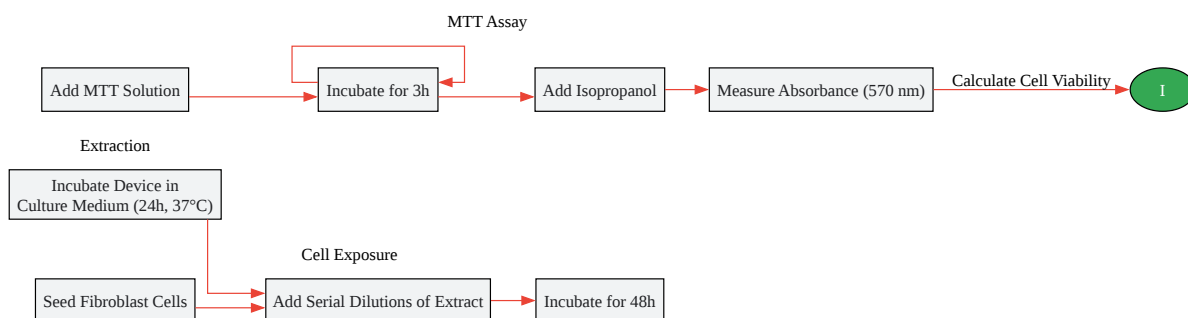 MTT Assay
Add MTT Solution
Incubate for 3h
Add Isopropanol
Measure Absorbance (570 nm)
Calculate Cell Viability
I
Extraction
Incubate Device in
Culture Medium (24h, 37°C)
Cell Exposure
Seed Fibroblast Cells
Add Serial Dilutions of Extract
Incubate for 48h